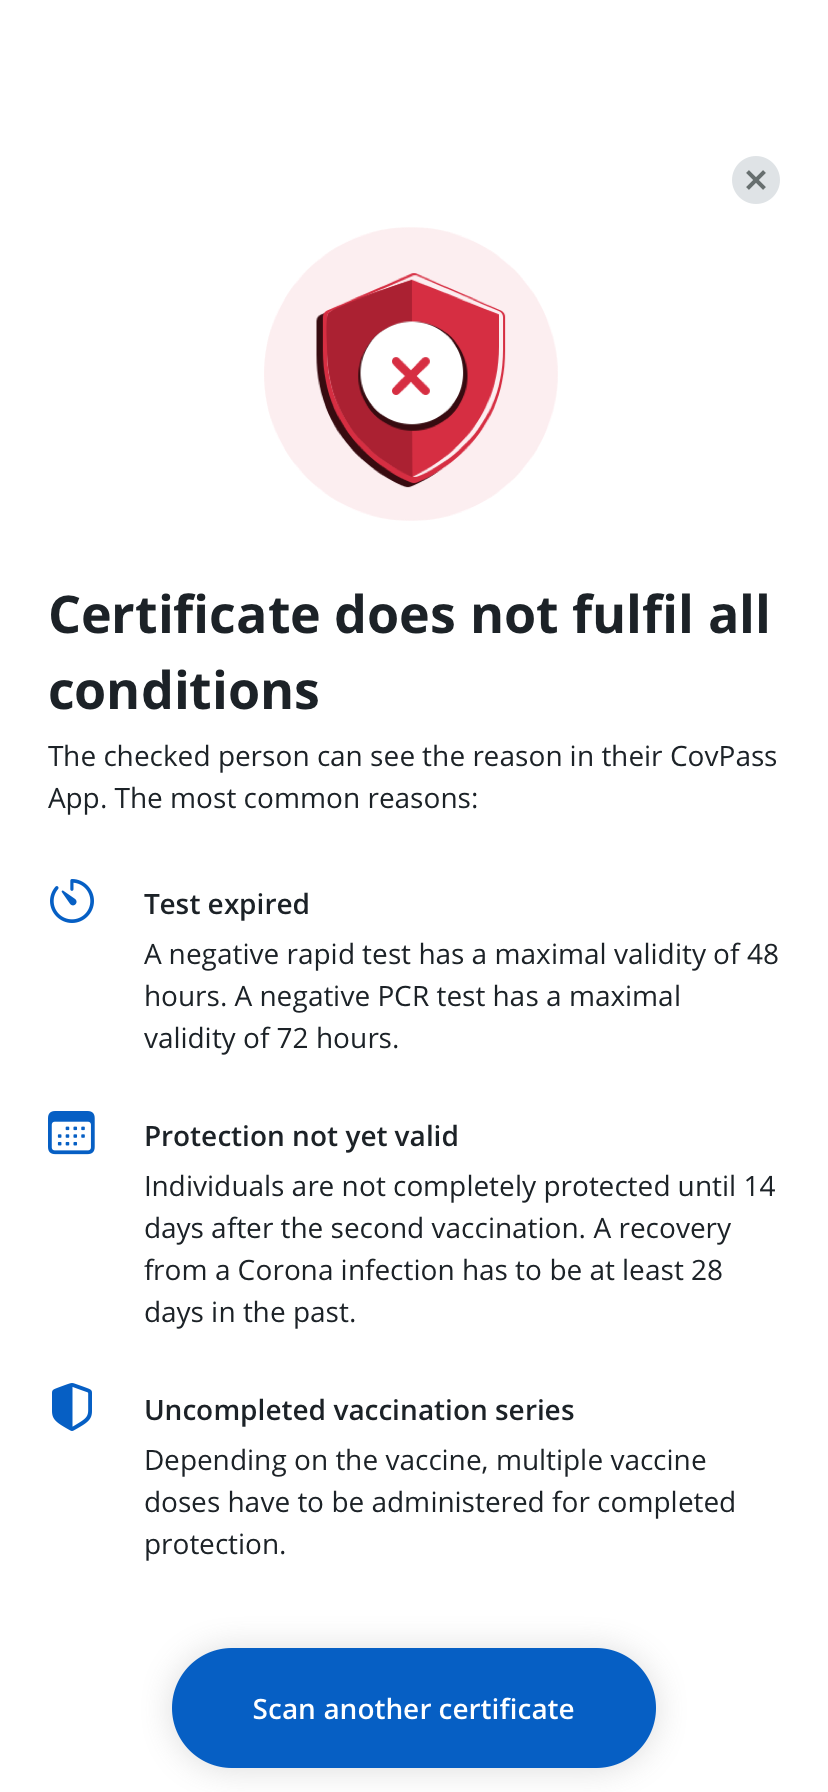 Certificate does not fulfil all
conditions
The checked person can see the reason in their CovPass
App. The most common reasons:
Test expired
A negative rapid test has a maximal validity of 48
hours. A negative PCR test has a maximal
validity of 72 hours.
Protection not yet valid
Individuals are not completely protected until 14
days after the second vaccination. A recovery
from a Corona infection has to be at least 28
days in the past.
Uncompleted vaccination series
Depending on the vaccine, multiple vaccine
doses have to be administered for completed
protection.
Scan another certificate